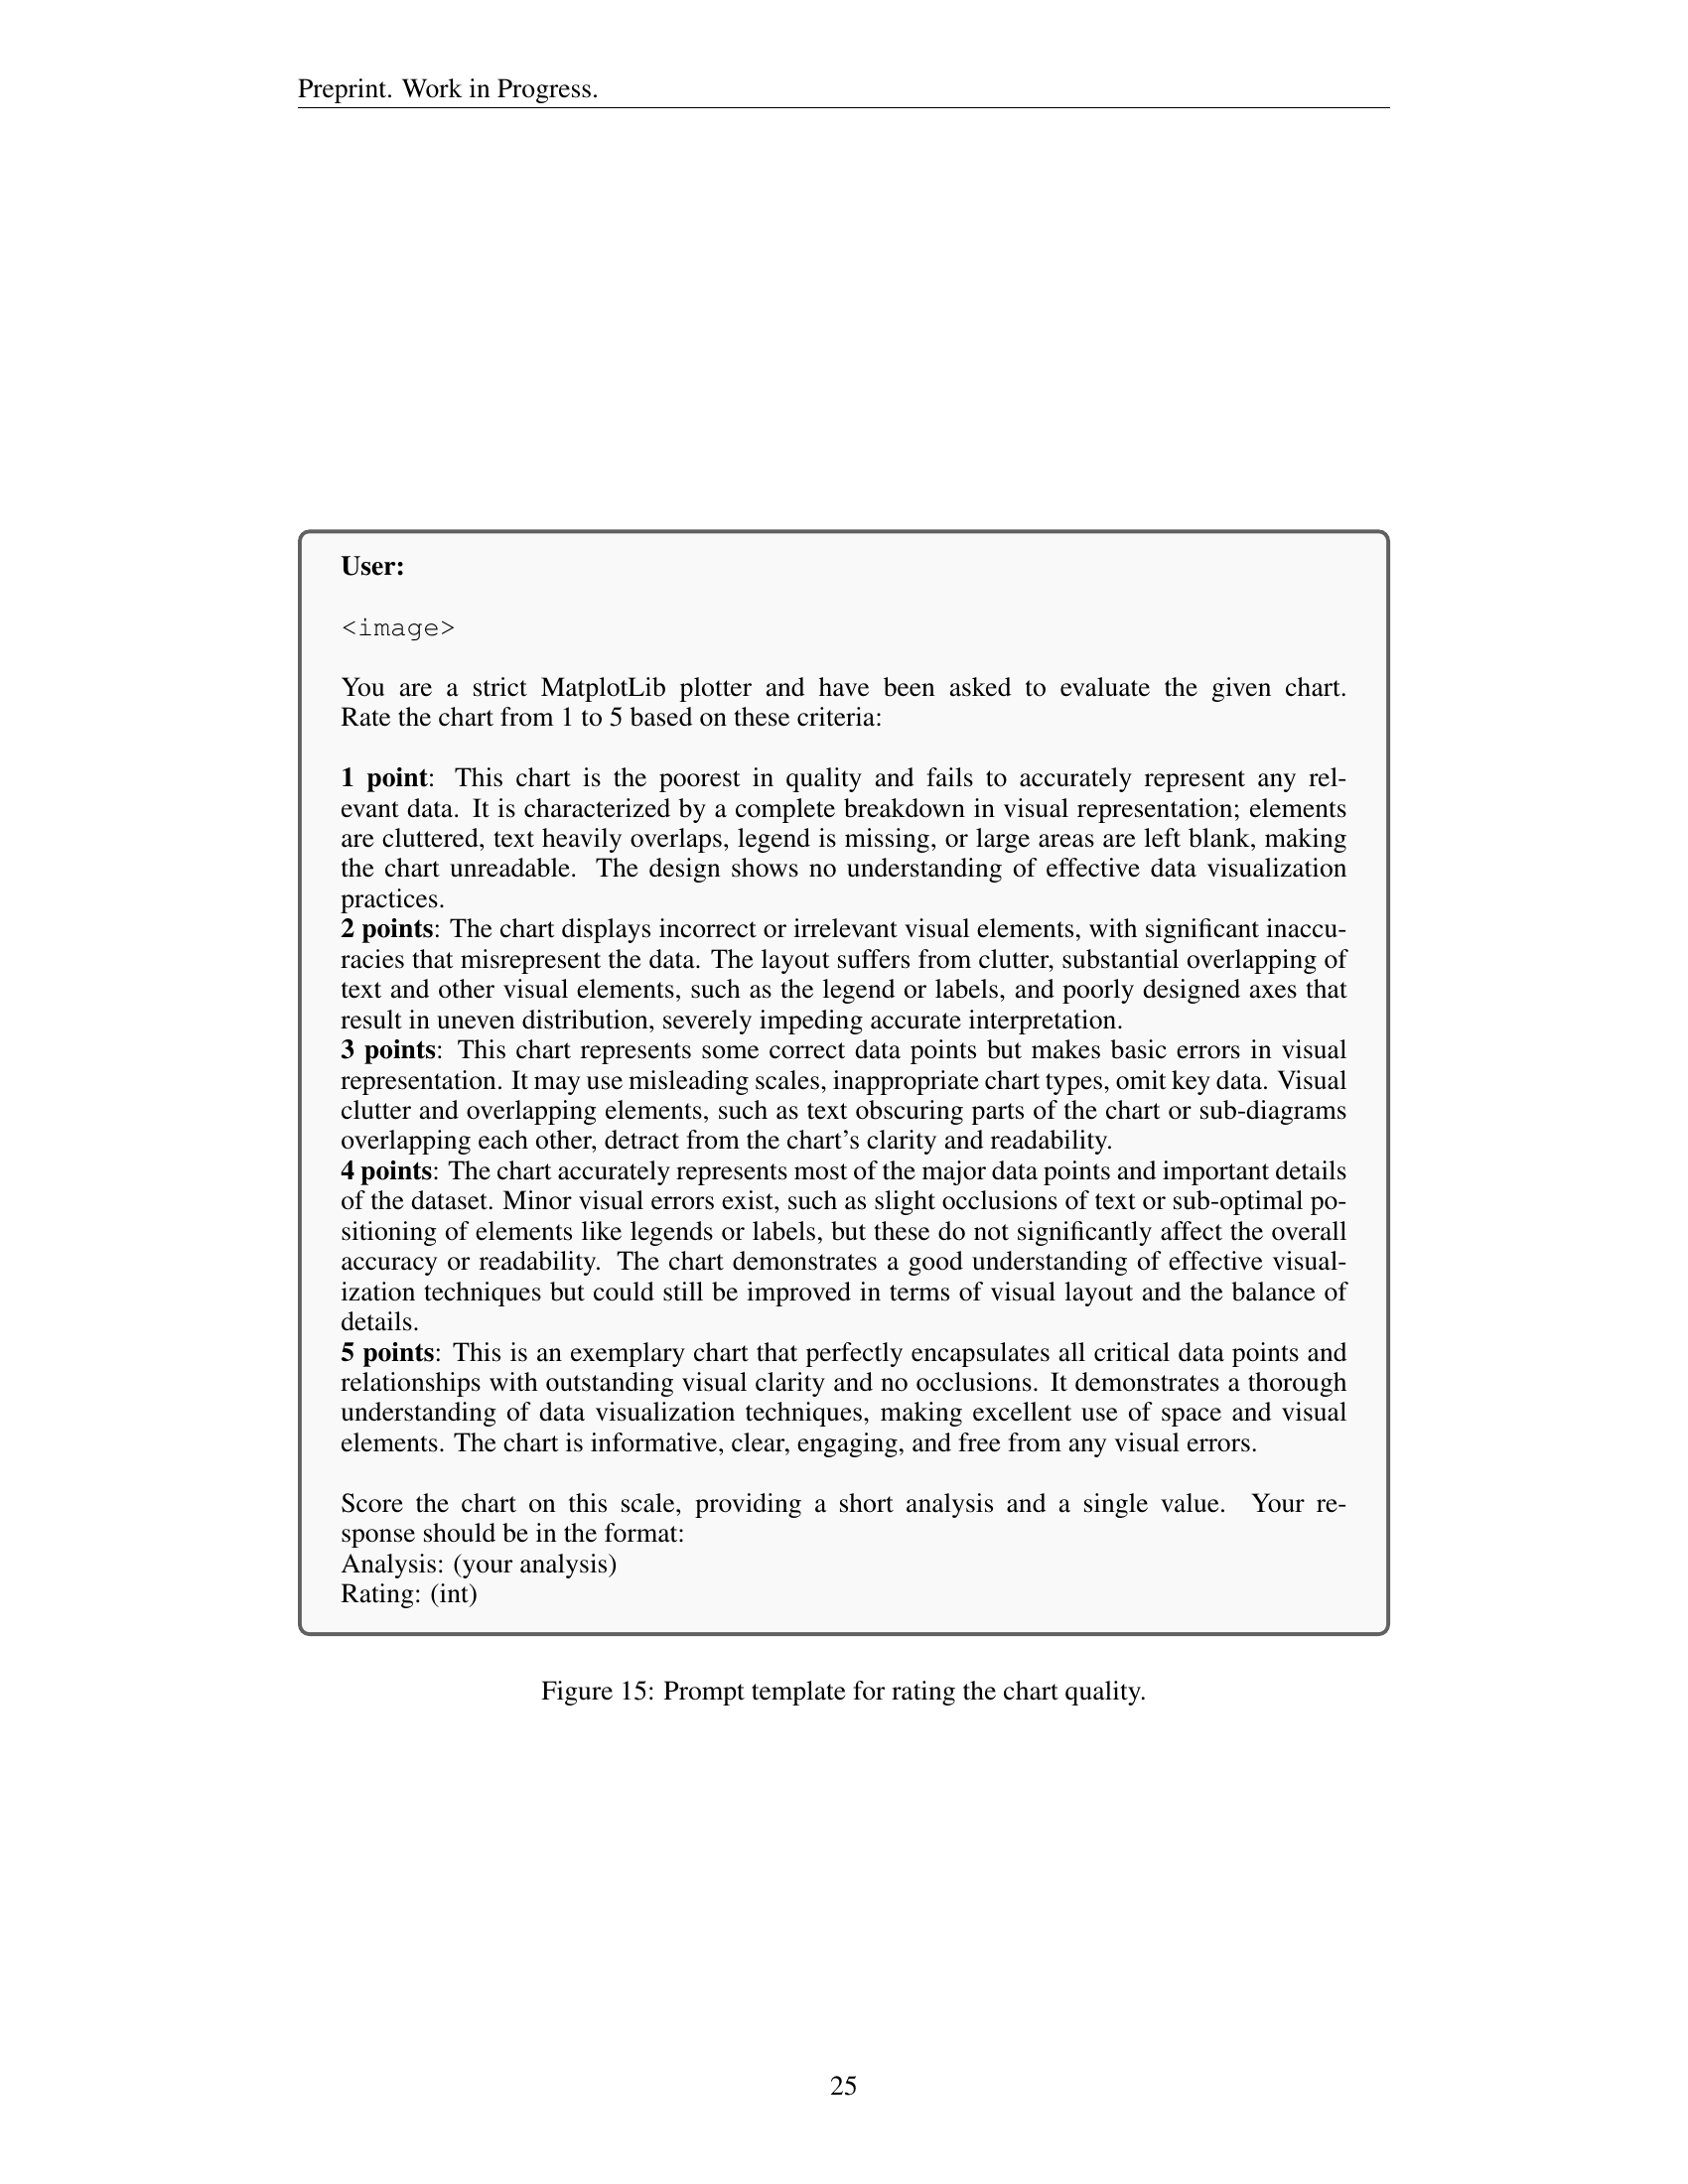 Preprint. Work in Progress.
User:
<image>
You are a strict MatplotLib plotter and have been asked to evaluate the given chart.
Rate the chart from 1 to 5 based on these criteria:
1 point: This chart is the poorest in quality and fails to accurately represent any rel-
evant data. It is characterized by a complete breakdown in visual representation; elements
are cluttered, text heavily overlaps, legend is missing, or large areas are left blank, making
the chart unreadable. The design shows no understanding of effective data visualization
practices.
2 points: The chart displays incorrect or irrelevant visual elements, with significant inaccu-
racies that misrepresent the data. The layout suffers from clutter, substantial overlapping of
text and other visual elements, such as the legend or labels, and poorly designed axes that
result in uneven distribution, severely impeding accurate interpretation.
3 points: This chart represents some correct data points but makes basic errors in visual
representation. It may use misleading scales, inappropriate chart types, omit key data. Visual
clutter and overlapping elements, such as text obscuring parts of the chart or sub-diagrams
overlapping each other, detract from the chart's clarity and readability.
4 points: The chart accurately represents most of the major data points and important details
of the dataset. Minor visual errors exist, such as slight occlusions of text or sub-optimal po-
sitioning of elements like legends or labels, but these do not significantly affect the overall
accuracy or readability. The chart demonstrates a good understanding of effective visual-
ization techniques but could still be improved in terms of visual layout and the balance of
details.
5 points: This is an exemplary chart that perfectly encapsulates all critical data points and
relationships with outstanding visual clarity and no occlusions. It demonstrates a thorough
understanding of data visualization techniques, making excellent use of space and visual
elements. The chart is informative, clear, engaging, and free from any visual errors.
Score the chart on this scale, providing a short analysis and a single value. Your re-
sponse should be in the format:
Analysis: (your analysis)
Rating: (int)
Figure 15: Prompt template for rating the chart quality.
25